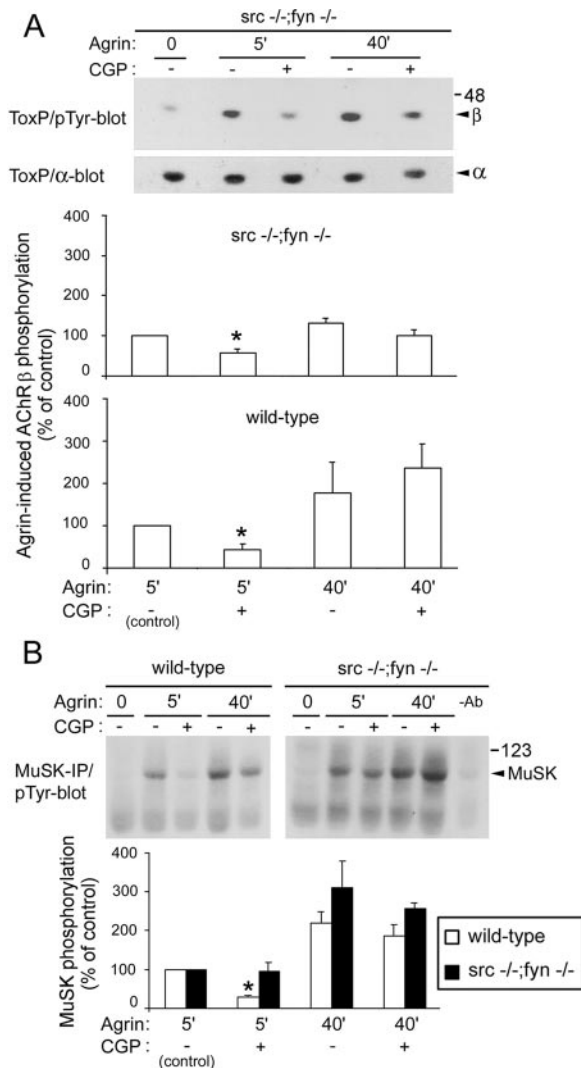 A
src -/-;fyn -/-
Agrin: 0 5' 40'
CGP : - - + - +
48
ToxP/pTyr-blot β
ToxP/α-blot α
Agrin-induced AChR β phosphorylation
(% of control)
400
src -/-;fyn -/-
300
200
100
*
0
400
wild-type
300
200
100
*
0
Agrin: 5' 5' 40' 40'
CGP : - + - +
(control)
B
wild-type src -/-;fyn -/-
Agrin: 0 5' 40' 0 5' 40' -Ab
CGP : - - + - + - - + - +
123
MuSK-IP/
pTyr-blot
MuSK
MuSK phosphorylation
(% of control)
400
300
200
100
*
0
wild-type
src -/-;fyn -/-
Agrin: 5' 5' 40' 40'
CGP : - + - +
(control)